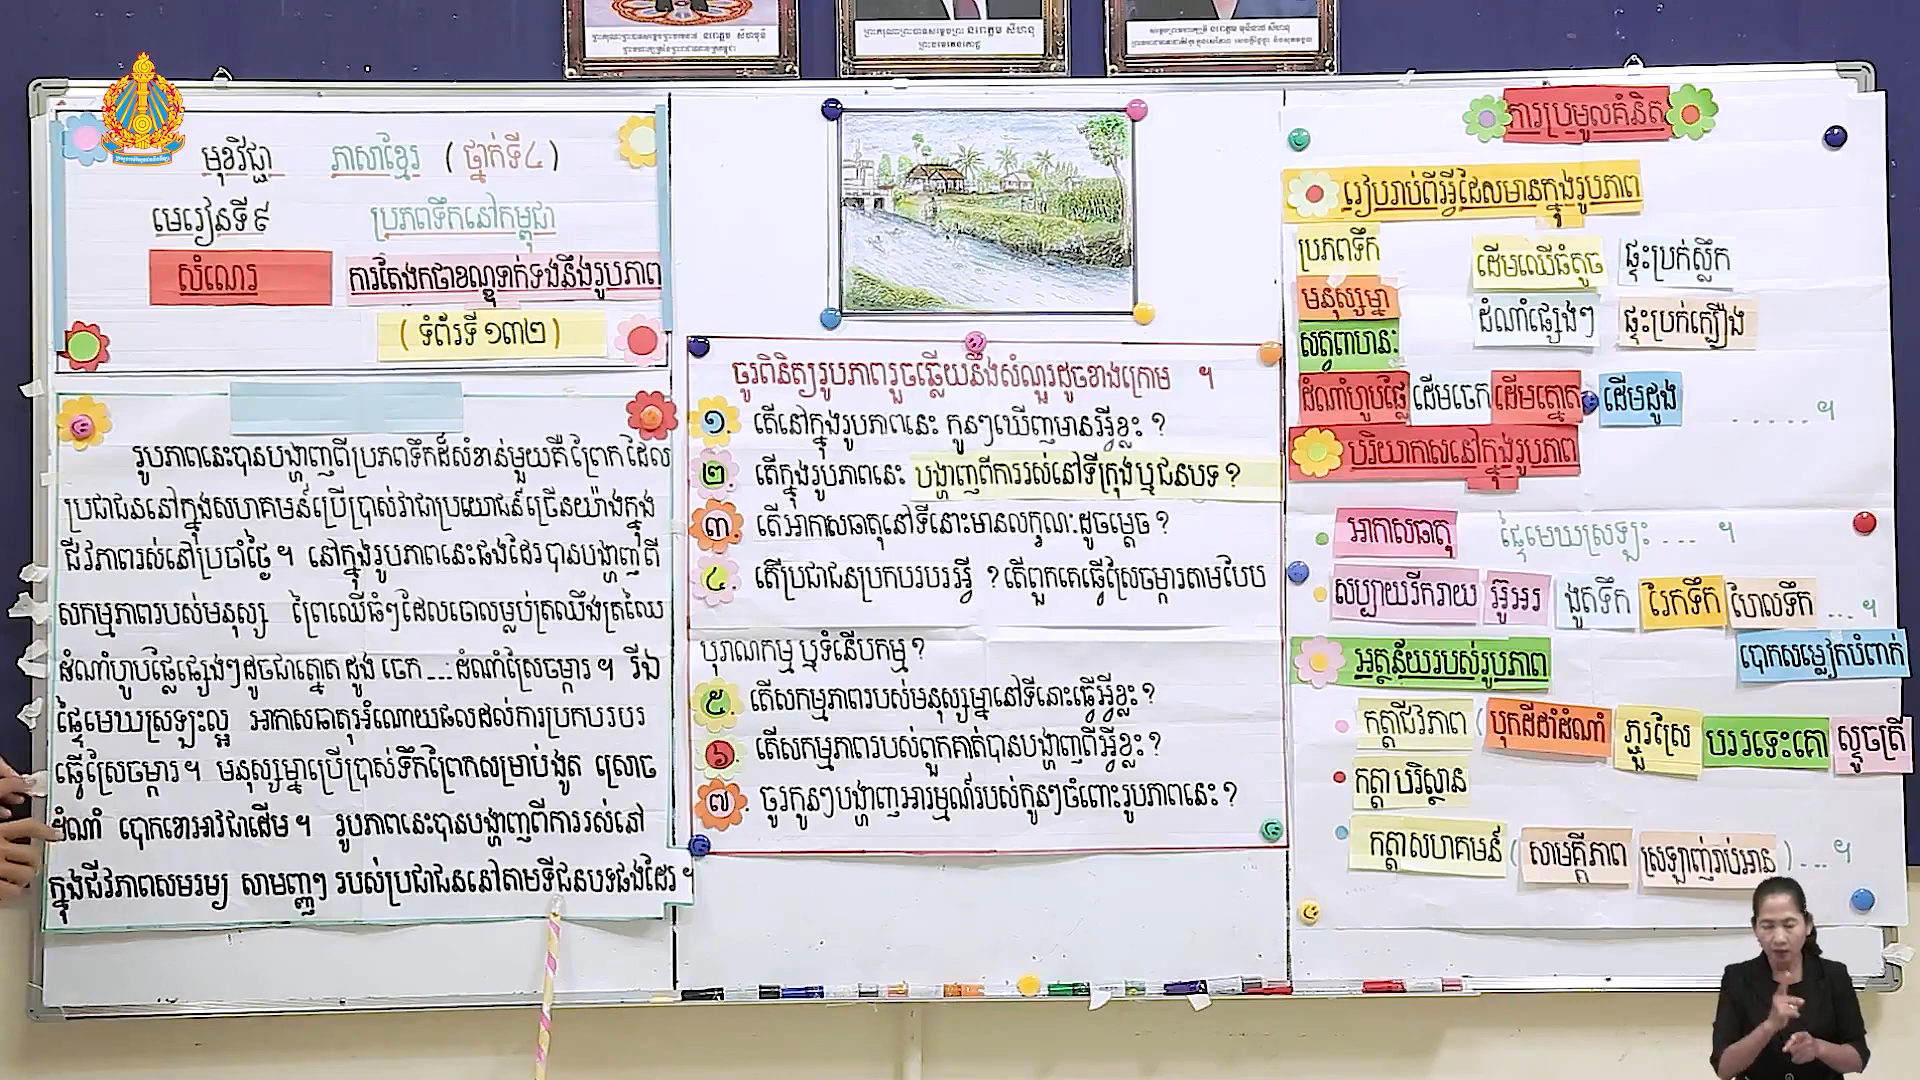 ព្រះករុណាព្រះបាទសម្តេចព្រះ នរោត្តម សីហនុ
មុខវិជ្ជា ភាសាខ្មែរ ( ថ្នាក់ទី៤ )
មេរៀនទី៩ ប្រភពទឹកនៅកម្ពុជា
សំណេរ ការតែងកថាខណ្ឌទាក់ទងនឹងរូបភាព
( ទំព័រទី ១៣២ )
រូបភាពនេះបានបង្ហាញពីប្រភពទឹកដ៏សំខាន់មួយគឺព្រែកដែល
ប្រជាជននៅក្នុងសហគមន៍ប្រើប្រាស់វាជាប្រយោជន៍ច្រើនយ៉ាងក្នុង
ជីវភាពរស់នៅប្រចាំថ្ងៃ។ នៅក្នុងរូបភាពនេះផងដែរបានបង្ហាញពី
សកម្មភាពរបស់មនុស្ស ព្រៃឈើធំៗដែលចោលម្លប់ត្រឈឹងត្រឈៃ
ដំណាំហូបផ្លែផ្សេងៗដូចជាត្នោត ដូង ចេក ... ដំណាំស្រែចម្ការ។ រីឯ
ផ្ទៃមេឃស្រឡះល្អ អាកាសធាតុអំណោយផលដល់ការប្រកបរបរ
ធ្វើស្រែចម្ការ។ មនុស្សម្នាប្រើប្រាស់ទឹកព្រែកសម្រាប់ងូត ស្រោច
ដំណាំ បោកខោអាវជាដើម។ រូបភាពនេះបានបង្ហាញពីការរស់នៅ
ក្នុងជីវភាពសមរម្យ សាមញ្ញៗ របស់ប្រជាជននៅតាមទីជនបទផងដែរ។
ចូរពិនិត្យរូបភាពរួចឆ្លើយនឹងសំណួរដូចខាងក្រោម ។
១. តើនៅក្នុងរូបភាពនេះ កូនៗឃើញមានអ្វីខ្លះ ?
២. តើក្នុងរូបភាពនេះ បង្ហាញពីការរស់នៅទីក្រុងឬជនបទ ?
៣. តើអាកាសធាតុនៅទីនោះមានលក្ខណៈដូចម្តេច ?
៤. តើប្រជាជនប្រកបរបរអ្វី ? តើពួកគេធ្វើស្រែចម្ការតាមបែប
បុរាណកម្ម ឬទំនើបកម្ម ?
៥. តើសកម្មភាពរបស់មនុស្សម្នានៅទីនោះធ្វើអ្វីខ្លះ ?
៦. តើសកម្មភាពរបស់ពួកគាត់បានបង្ហាញពីអ្វីខ្លះ ?
៧. ចូរកូនៗបង្ហាញអារម្មណ៍របស់កូនៗចំពោះរូបភាពនេះ ?
ការប្រមូលគំនិត
រៀបរាប់ពីអ្វីដែលមានក្នុងរូបភាព
ប្រភពទឹក ដើមឈើធំតូច ផ្ទះប្រក់ស្លឹក
មនុស្សម្នា ដំណាំផ្សេងៗ ផ្ទះប្រក់ក្បឿង
សត្វពាហនៈ
ដំណាំហូបផ្លែ ដើមចេក ដើមត្នោត ដើមដូង ..... ។
បរិយាកាសនៅក្នុងរូបភាព
អាកាសធាតុ ផ្ទៃមេឃស្រឡះ ... ។
សប្បាយរីករាយ អ៊ូអរ ងូតទឹក រែកទឹក ហែលទឹក ... ។
បោកសម្លៀកបំពាក់
អត្ថន័យរបស់រូបភាព
កត្តាជីវភាព ( បុកដីដាំដំណាំ ភ្ជួរស្រែ បររទេះគោ ស្ទូចត្រី
កត្តា បរិស្ថាន
កត្តា សហគមន៍ ( សាមគ្គីភាព ស្រឡាញ់រាប់អាន ) ... ។